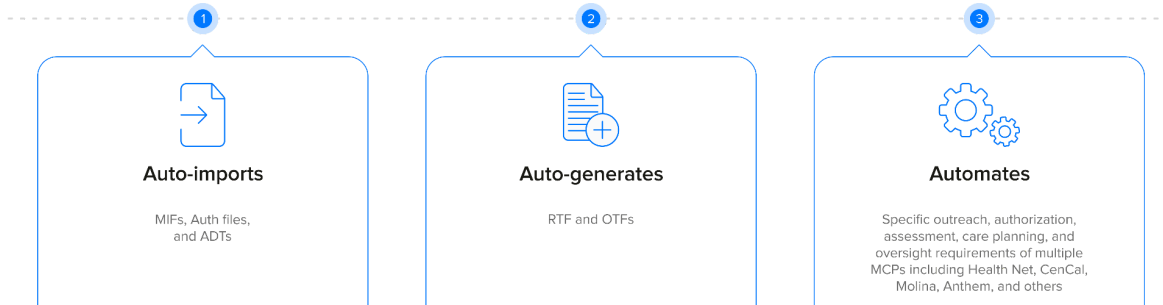 1
2
3
Auto-imports
MIFs, Auth files,
and ADTs
Auto-generates
RTF and OTFs
Automates
Specific outreach, authorization,
assessment, care planning, and
oversight requirements of multiple
MCPs including Health Net, CenCal,
Molina, Anthem, and others